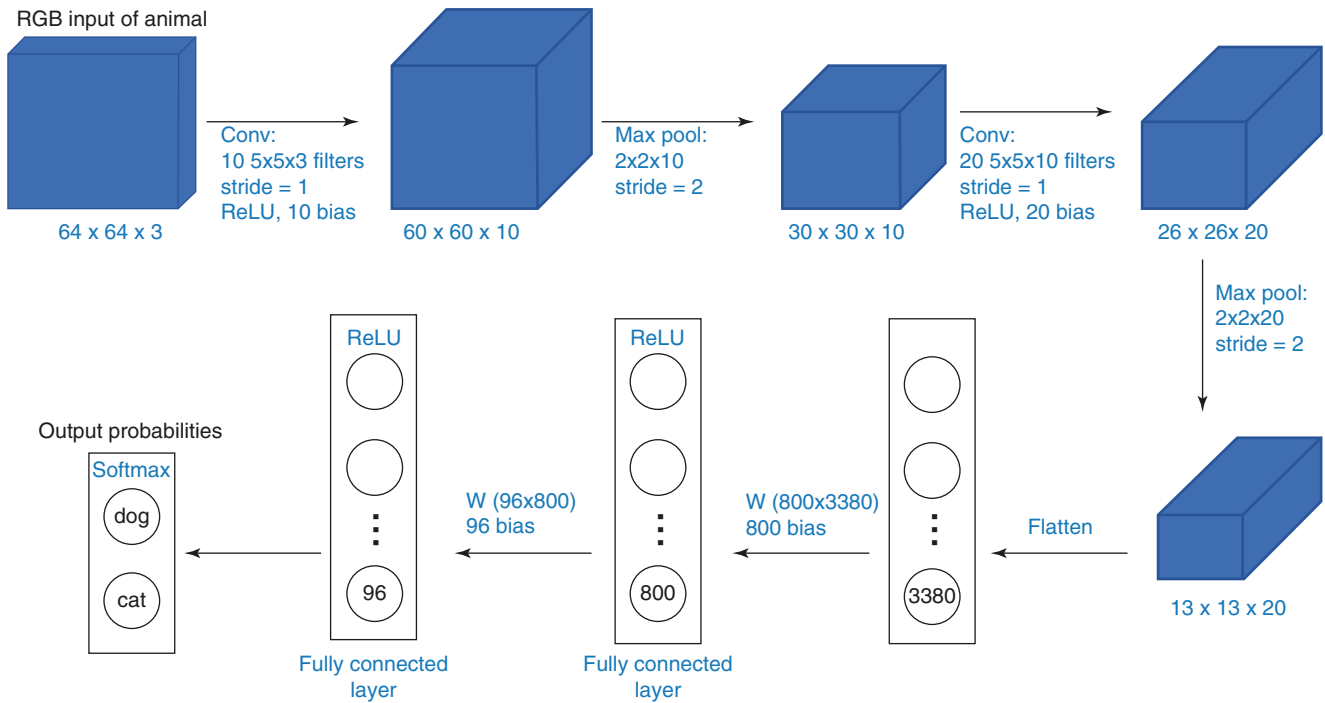 RGB input of animal
64 x 64 x 3
Conv:
10 5x5x3 filters
stride = 1
ReLU, 10 bias
60 x 60 x 10
Max pool:
2x2x10
stride = 2
30 x 30 x 10
Conv:
20 5x5x10 filters
stride = 1
ReLU, 20 bias
26 x 26x 20
Max pool:
2x2x20
stride = 2
13 x 13 x 20
Flatten
3380
W (800x3380)
800 bias
ReLU
800
Fully connected
layer
W (96x800)
96 bias
ReLU
96
Fully connected
layer
Output probabilities
Softmax
dog
cat